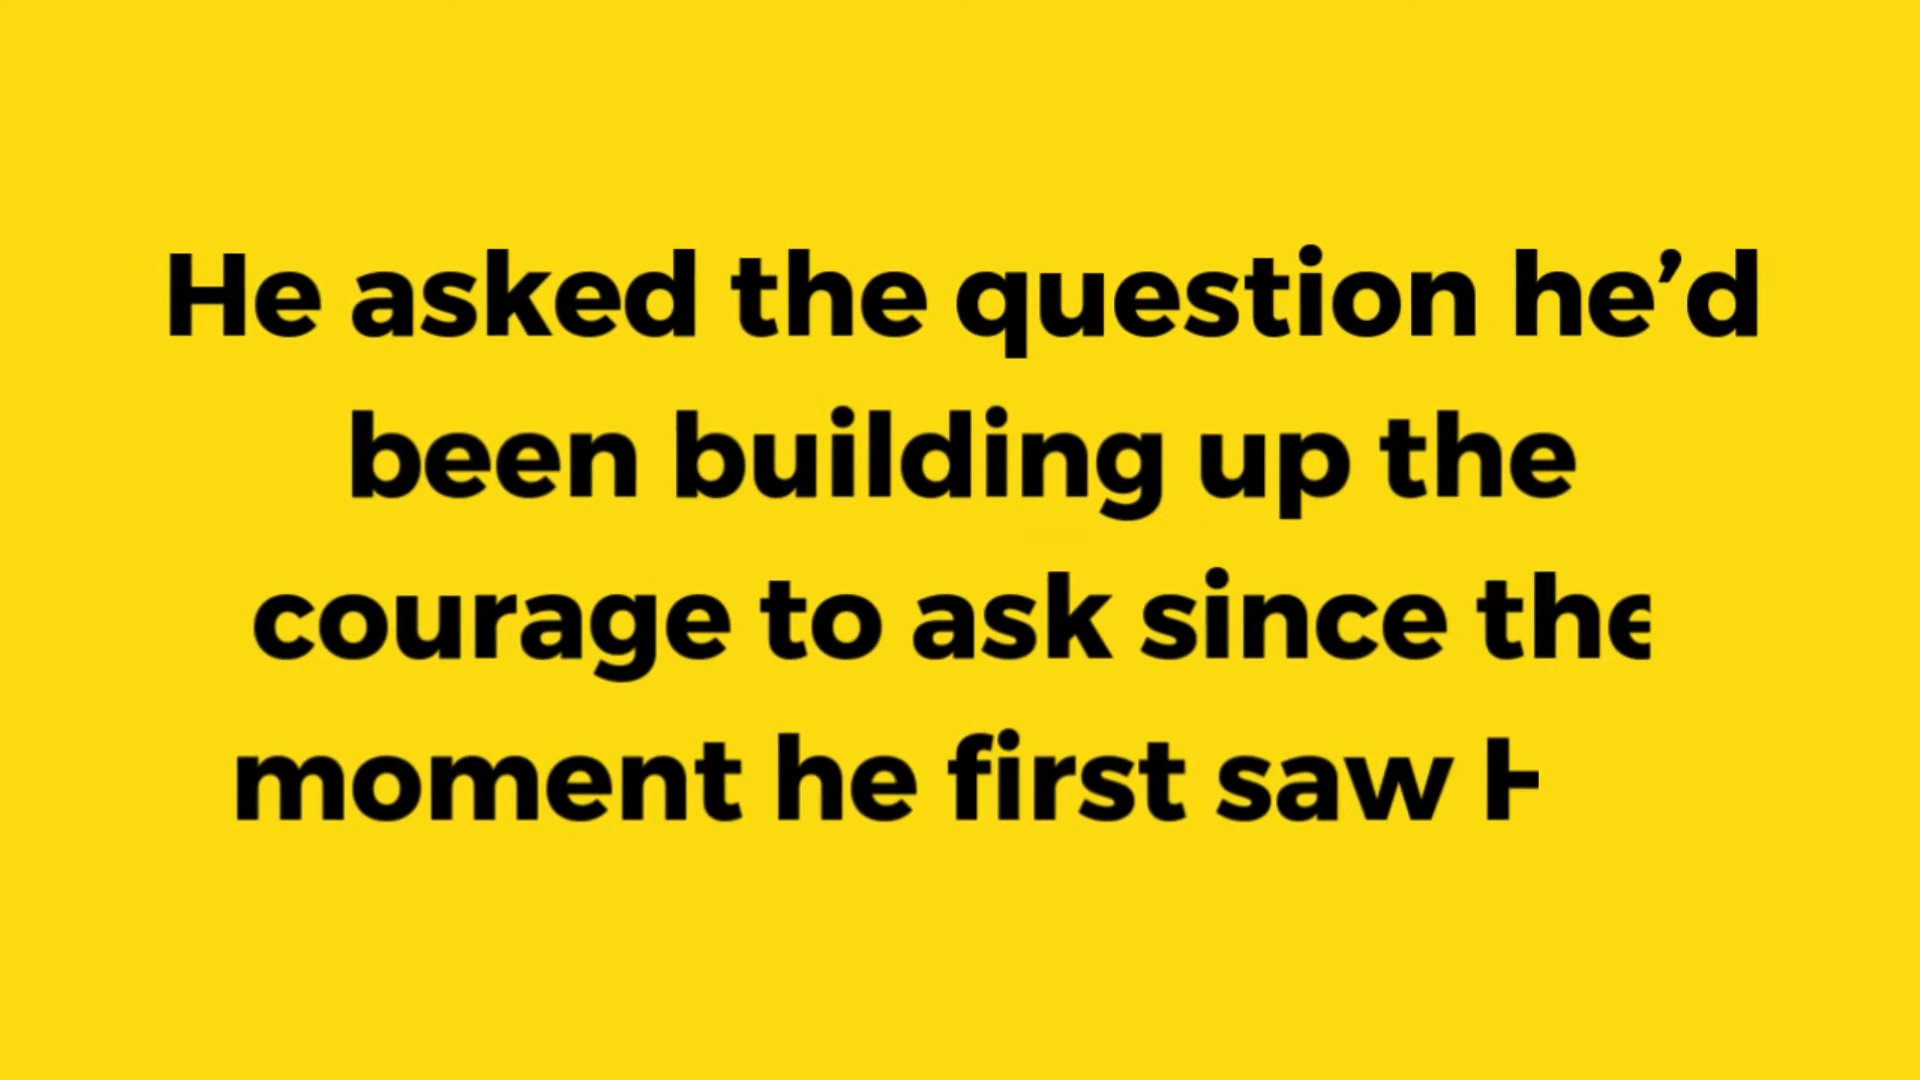 He asked the question he’d
been building up the
courage to ask since the
moment he first saw